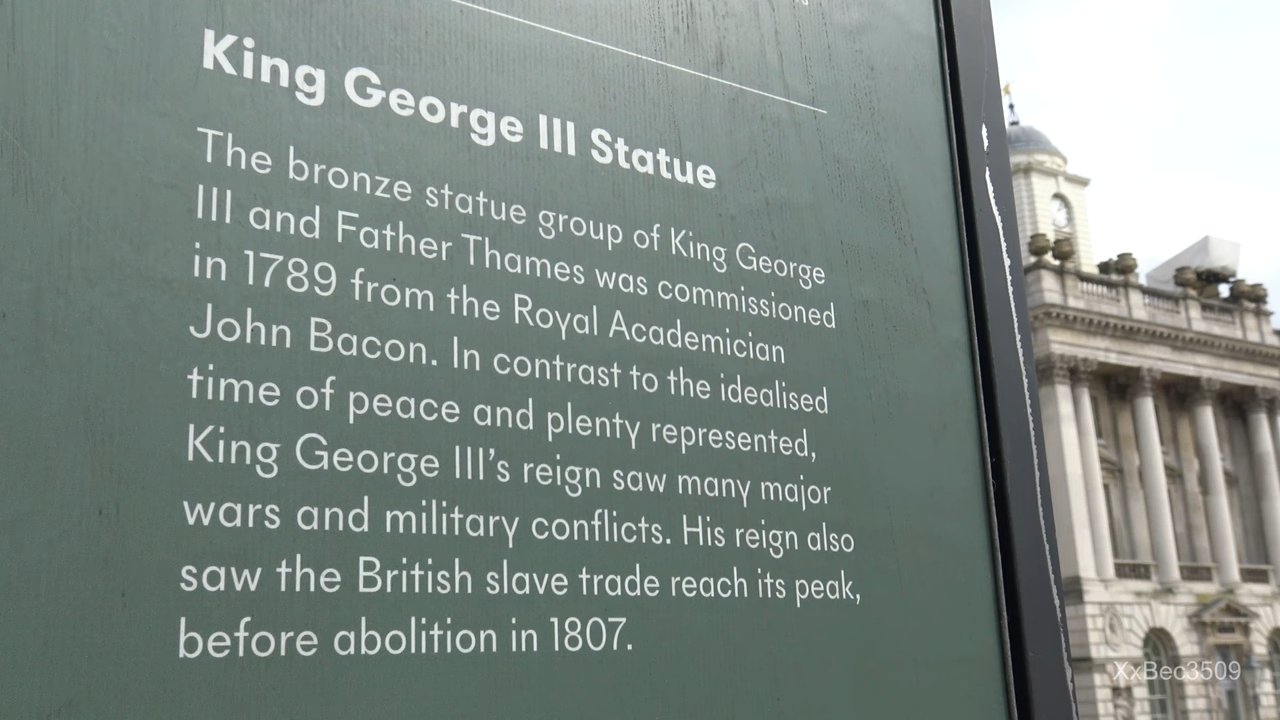 King George III Statue
The bronze statue group of King George
III and Father Thames was commissioned
in 1789 from the Royal Academician
John Bacon. In contrast to the idealised
time of peace and plenty represented,
King George III's reign saw many major
wars and military conflicts. His reign also
saw the British slave trade reach its peak,
before abolition in 1807.
XxBec3509